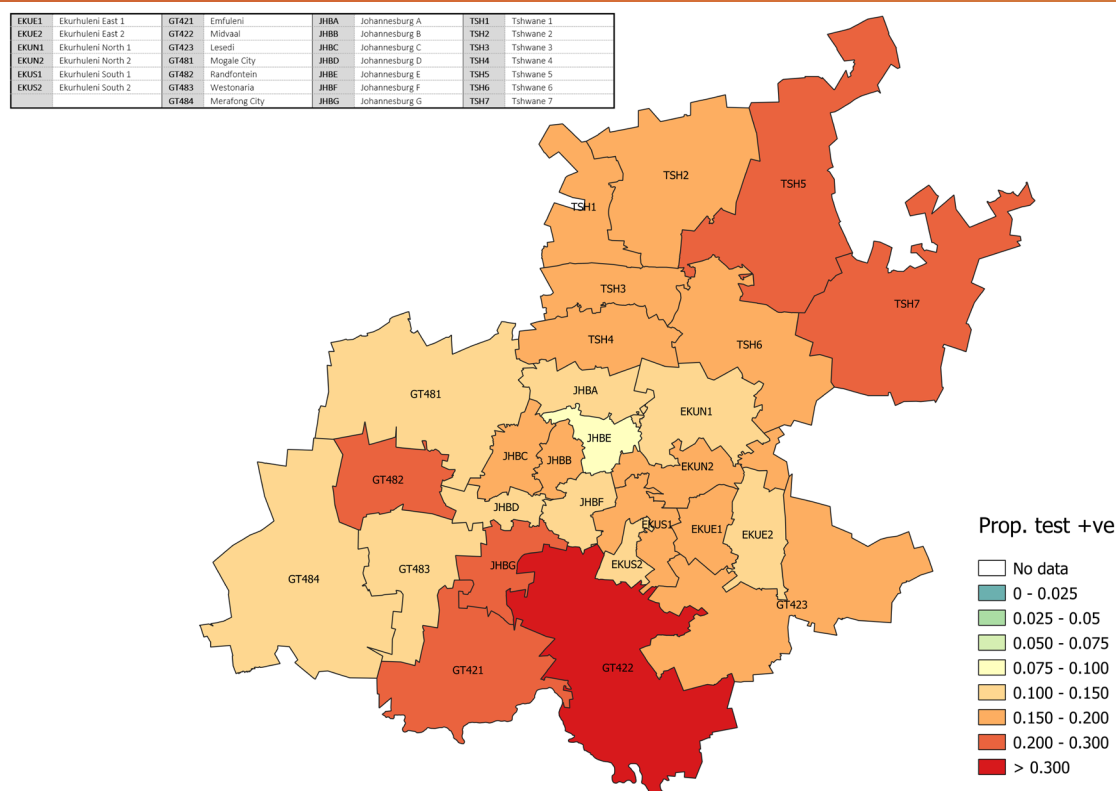 EKUE1 Ekurhuleni East 1 GT421 Emfuleni JHBA Johannesburg A TSH1 Tshwane 1
EKUE2 Ekurhuleni East 2 GT422 Midvaal JHBB Johannesburg B TSH2 Tshwane 2
EKUN1 Ekurhuleni North 1 GT423 Lesedi JHBC Johannesburg C TSH3 Tshwane 3
EKUN2 Ekurhuleni North 2 GT481 Mogale City JHBD Johannesburg D TSH4 Tshwane 4
EKUS1 Ekurhuleni South 1 GT482 Randfontein JHBE Johannesburg E TSH5 Tshwane 5
EKUS2 Ekurhuleni South 2 GT483 Westonaria JHBF Johannesburg F TSH6 Tshwane 6
GT484 Merafong City JHBG Johannesburg G TSH7 Tshwane 7
TSH2
TSH5
TSH1
TSH3
TSH7
TSH4
TSH6
JHBA
GT481
EKUN1
JHBE
JHBC
JHBB
EKUN2
GT482
JHBF
JHBD
EKUS1
EKUE1
EKUE2
JHBG
EKUS2
GT483
GT484
GT423
GT421
GT422
Prop. test +ve
No data
0 - 0.025
0.025 - 0.05
0.050 - 0.075
0.075 - 0.100
0.100 - 0.150
0.150 - 0.200
0.200 - 0.300
> 0.300